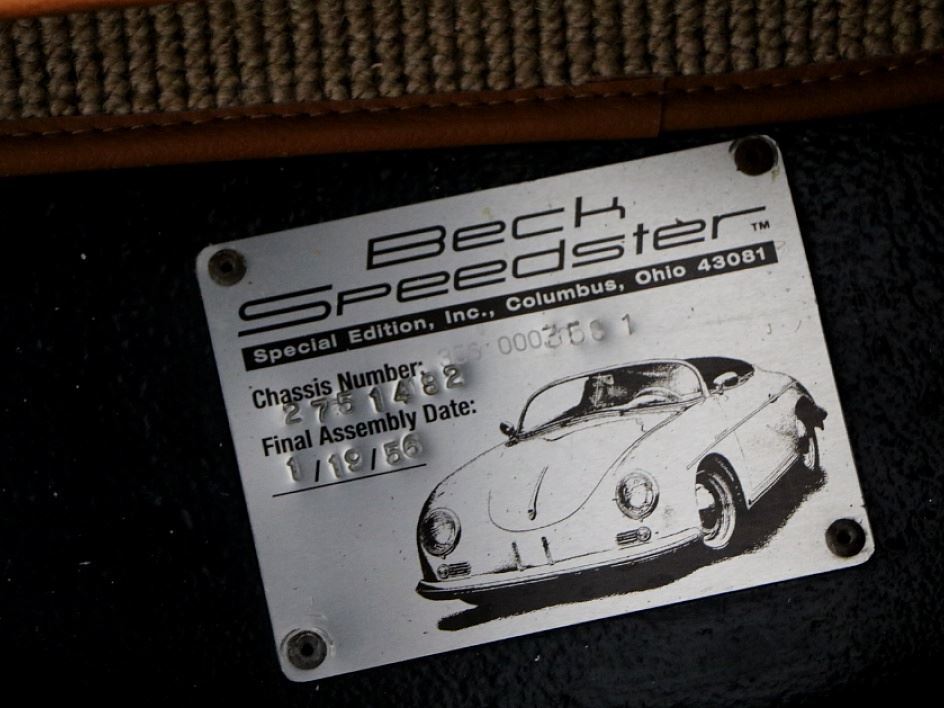 Beck
Speedster™
Special Edition, Inc., Columbus, Ohio 43081
Chassis Number:
2751482
Final Assembly Date:
1/19/56